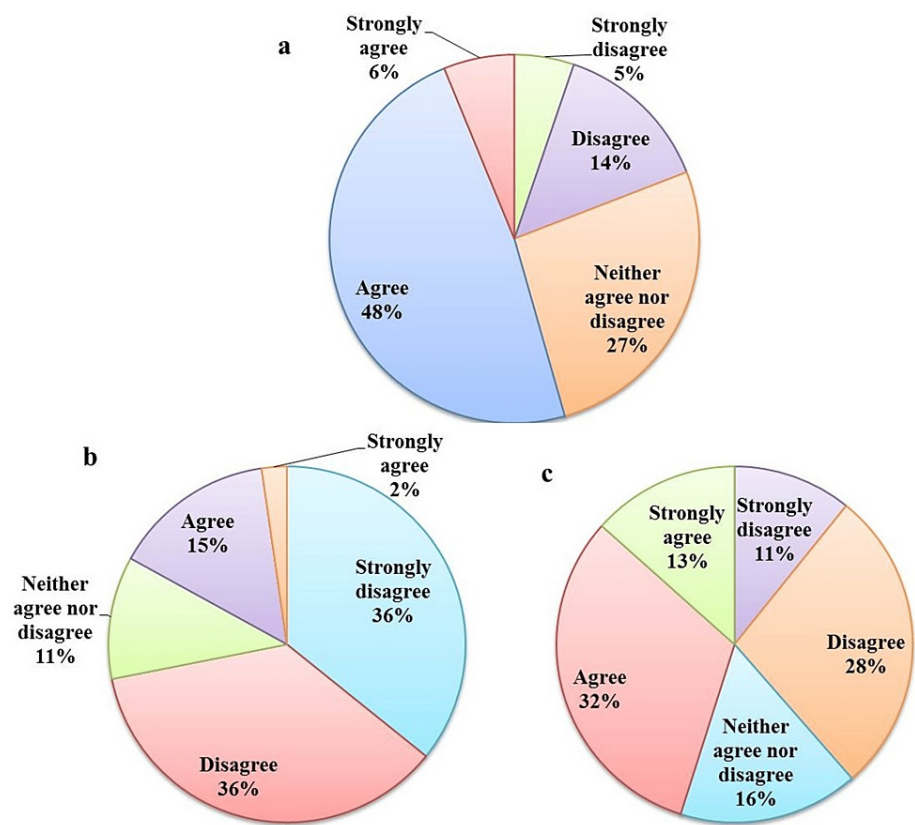 a
Strongly
agree
6%
Strongly
disagree
5%
Disagree
14%
Neither
agree nor
disagree
27%
Agree
48%
b
Strongly
agree
2%
Agree
15%
Strongly
disagree
36%
Neither
agree nor
disagree
11%
Disagree
36%
c
Strongly
agree
13%
Strongly
disagree
11%
Disagree
28%
Agree
32%
Neither
agree nor
disagree
16%